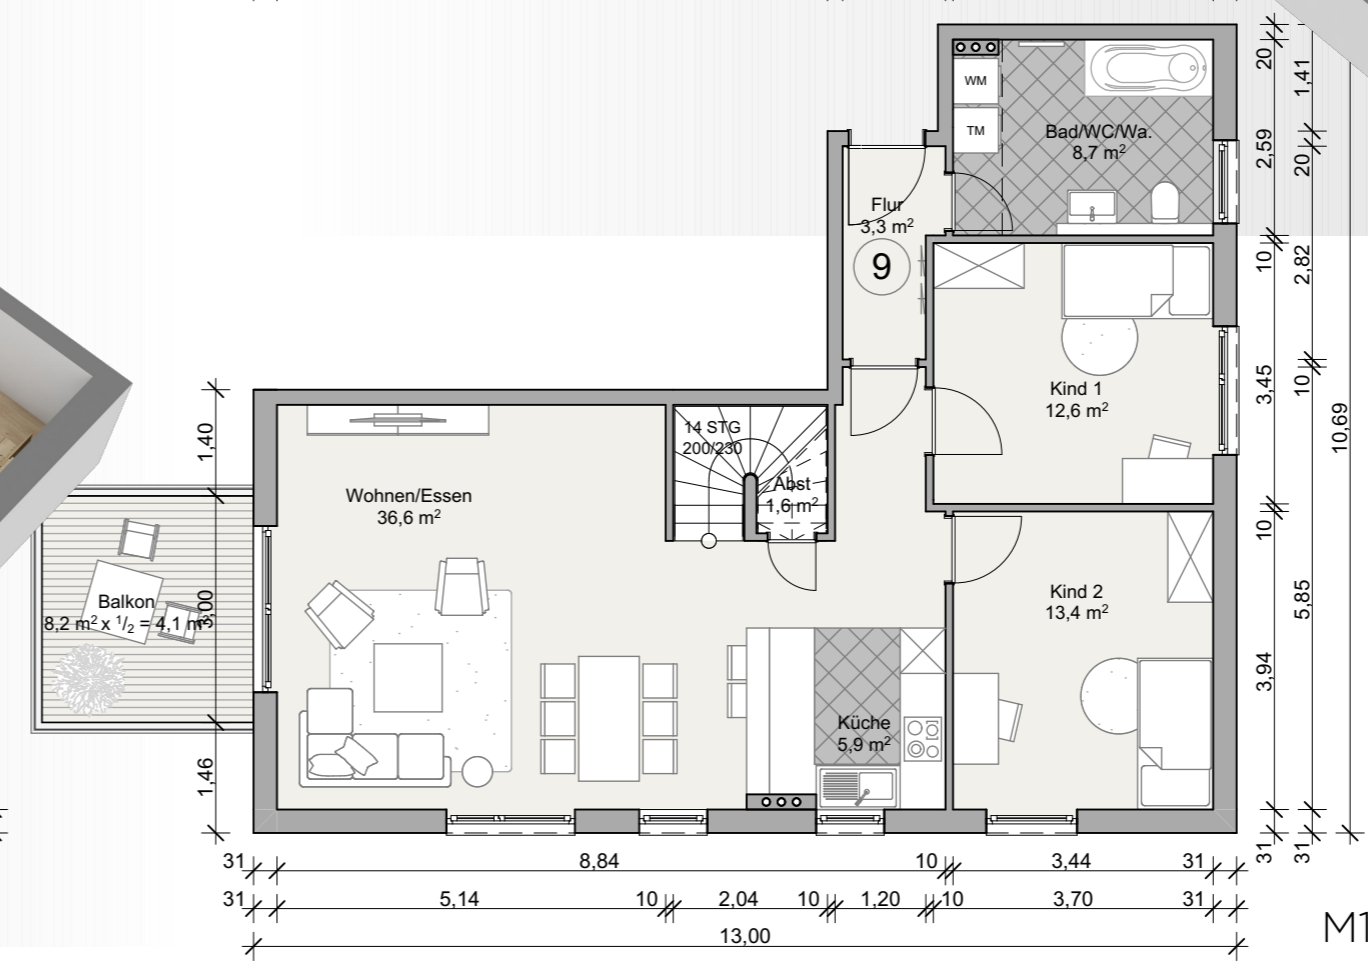 WM
TM
Bad/WC/Wa.
8,7 m²
Flur
3,3 m²
9
Kind 1
12,6 m²
14 STG
200/230
Abst
1,6 m²
Wohnen/Essen
36,6 m²
Kind 2
13,4 m²
Balkon
8,2 m² x ½ = 4,1 m²
Küche
5,9 m²
1,40
3,00
1,46
20
2,59
10
3,45
10
3,94
31
1,41
20
2,82
10
5,85
31
10,69
31 8,84 10 3,44 31
31 5,14 10 2,04 10 1,20 10 3,70 31
13,00
M1